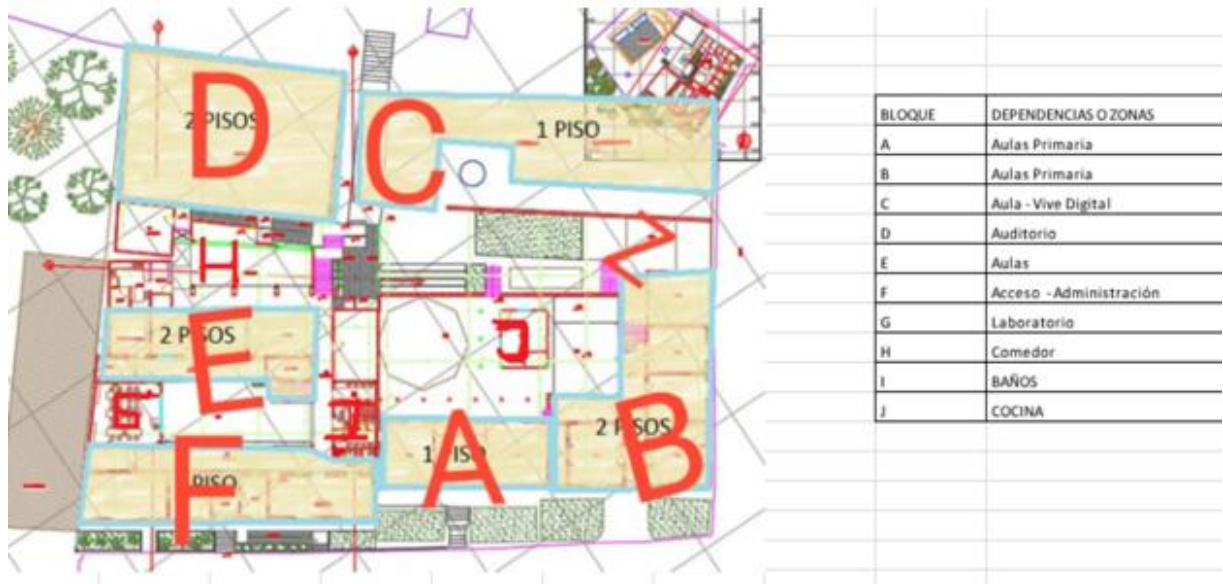 D
2 PISOS
C
1 PISO
H
2 PISOS
E
F
PISO
I
J
1 PISO
A
2 PISOS
B
BLOQUE DEPENDENCIAS O ZONAS
A Aulas Primaria
B Aulas Primaria
C Aula - Vive Digital
D Auditorio
E Aulas
F Acceso - Administración
G Laboratorio
H Comedor
I BAÑOS
J COCINA